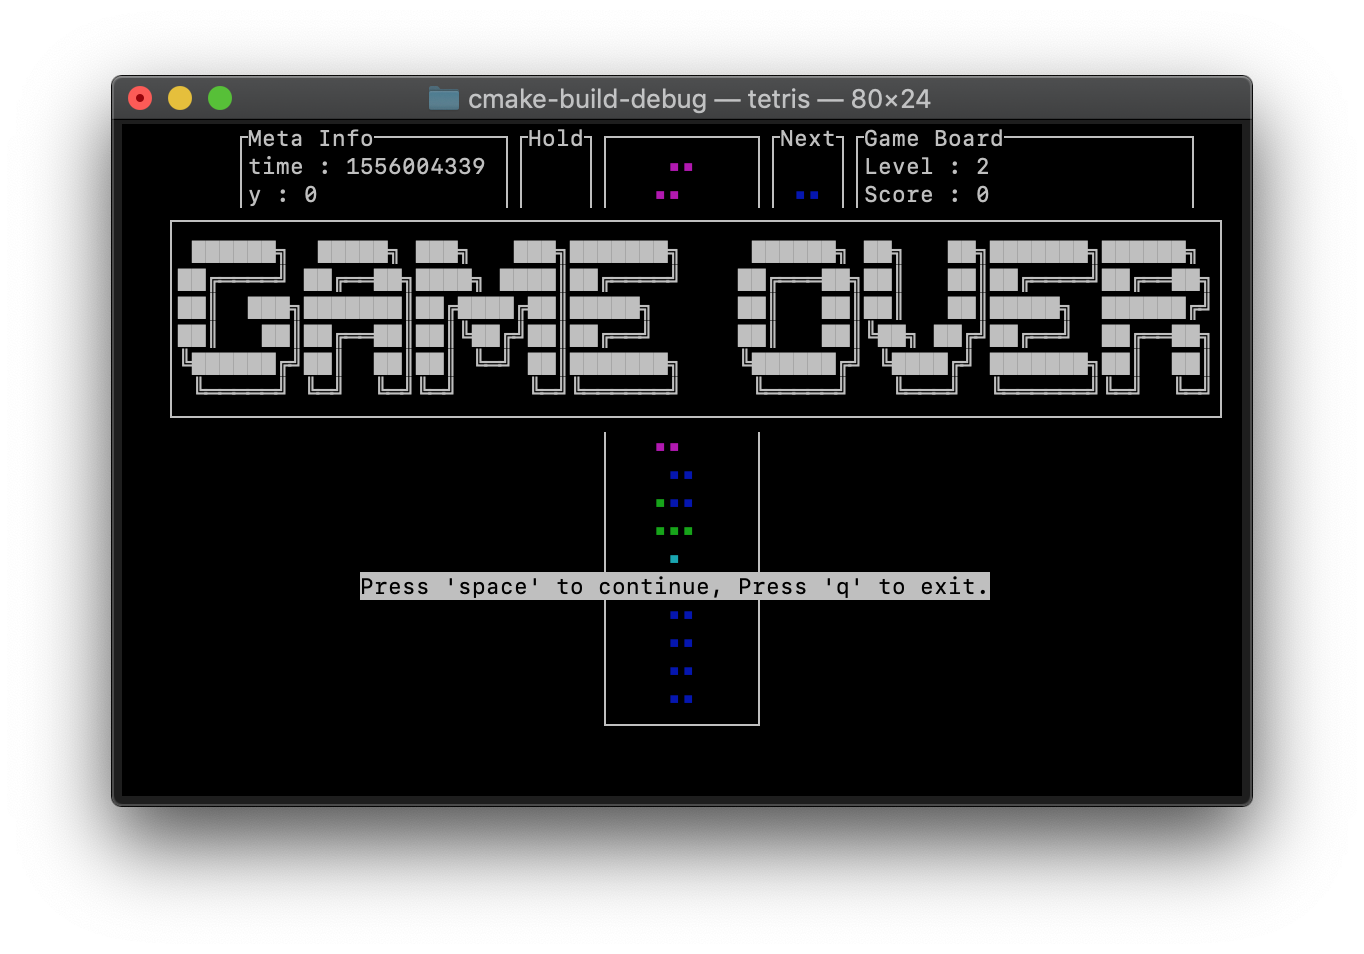 cmake-build-debug — tetris — 80×24
Meta Info Hold Next Game Board
time : 1556004339 Level : 2
y : 0 Score : 0
GAME OVER
Press 'space' to continue, Press 'q' to exit.